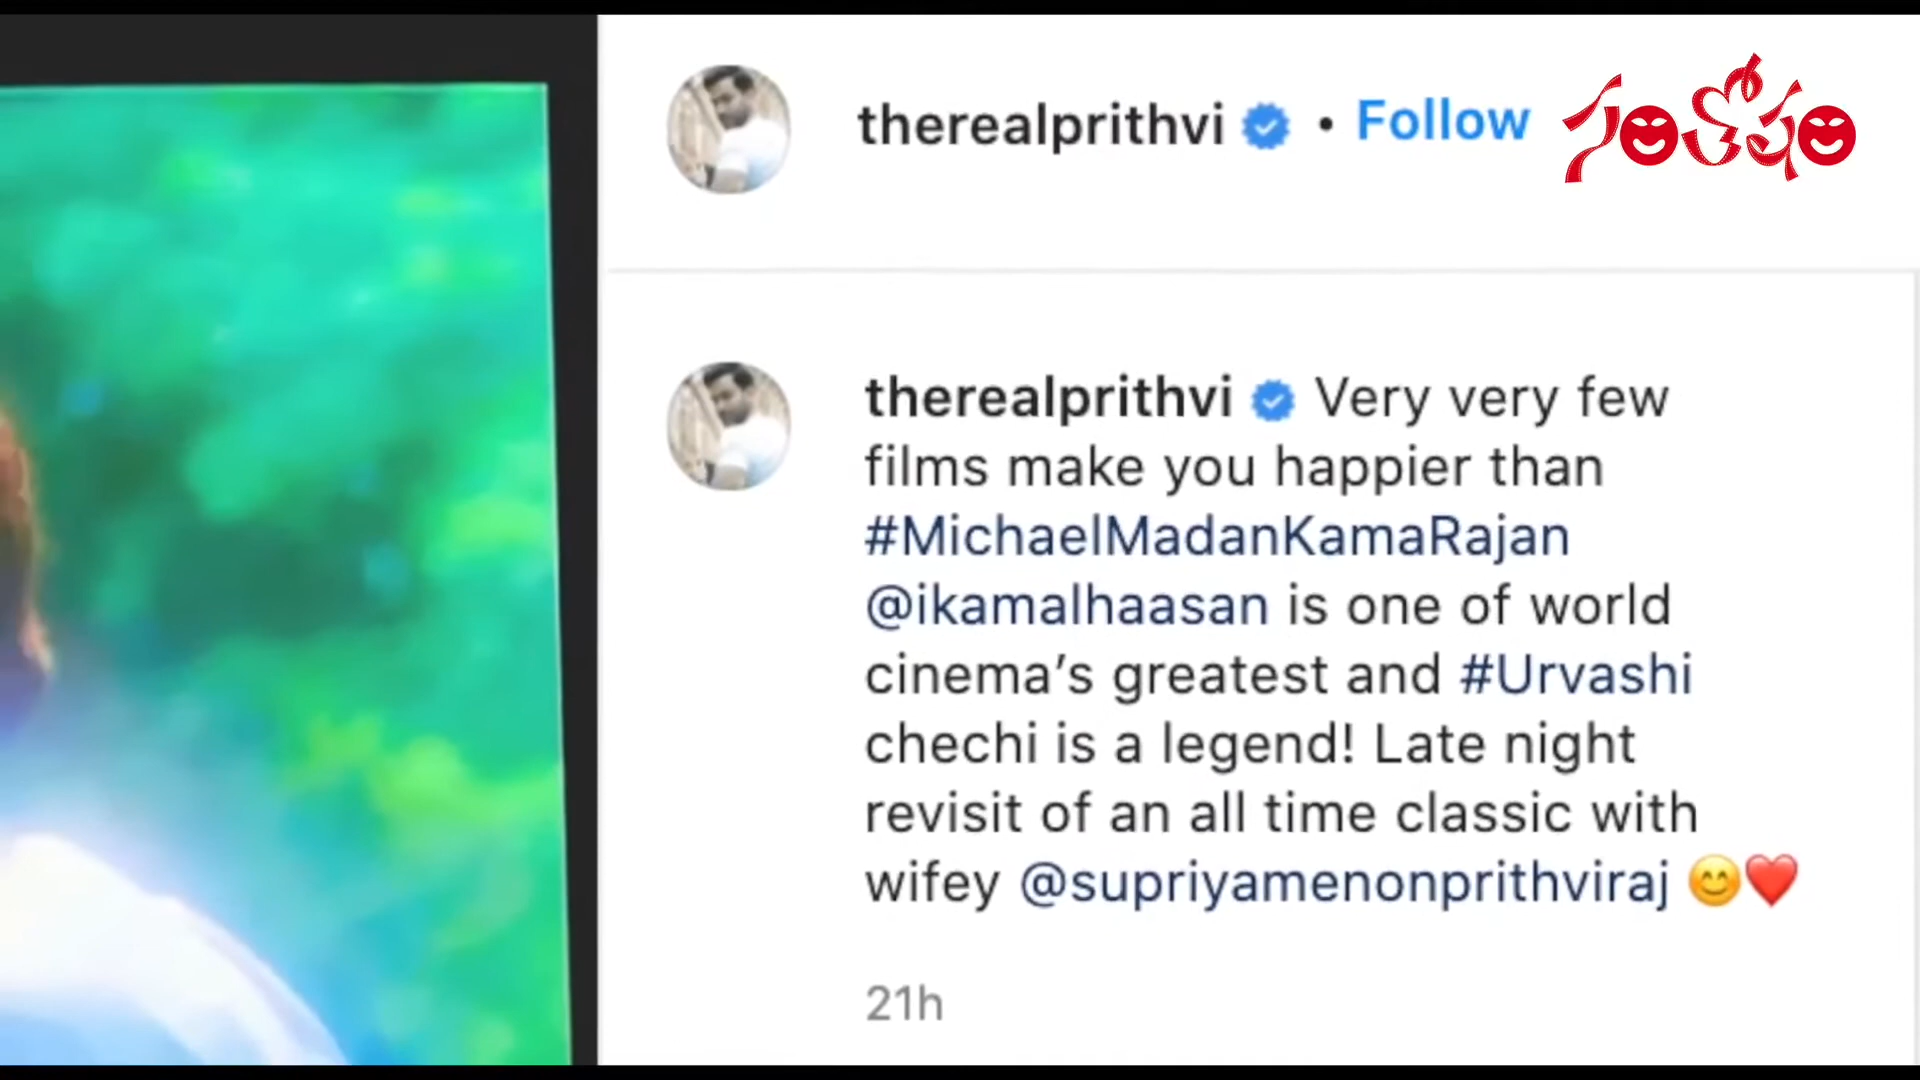 therealprithvi • Follow
therealprithvi Very very few
films make you happier than
#MichaelMadanKamaRajan
@ikamalhaasan is one of world
cinema’s greatest and #Urvashi
chechi is a legend! Late night
revisit of an all time classic with
wifey @supriyamenonprithviraj 😊❤️
21h